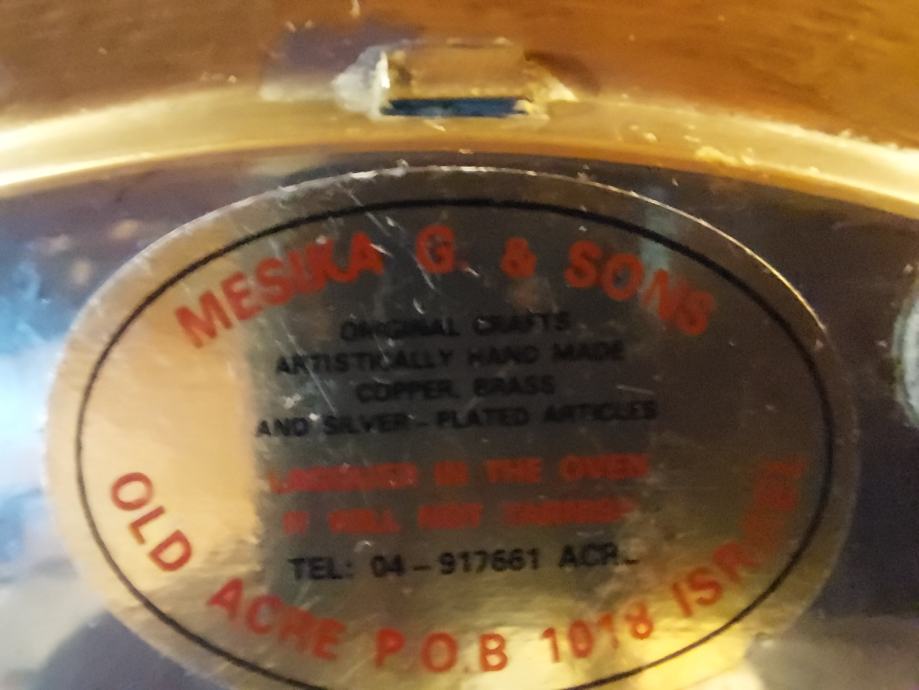 MESIKA G. & SONS
ORIGINAL CRAFTS
ARTISTICALLY HAND MADE
COPPER, BRASS
AND SILVER-PLATED ARTICLES
LACQUER IN THE OVEN
IT WILL NOT TARNISH
TEL: 04-917661 ACRE
OLD ACRE P.O.B 1018 ISRAEL